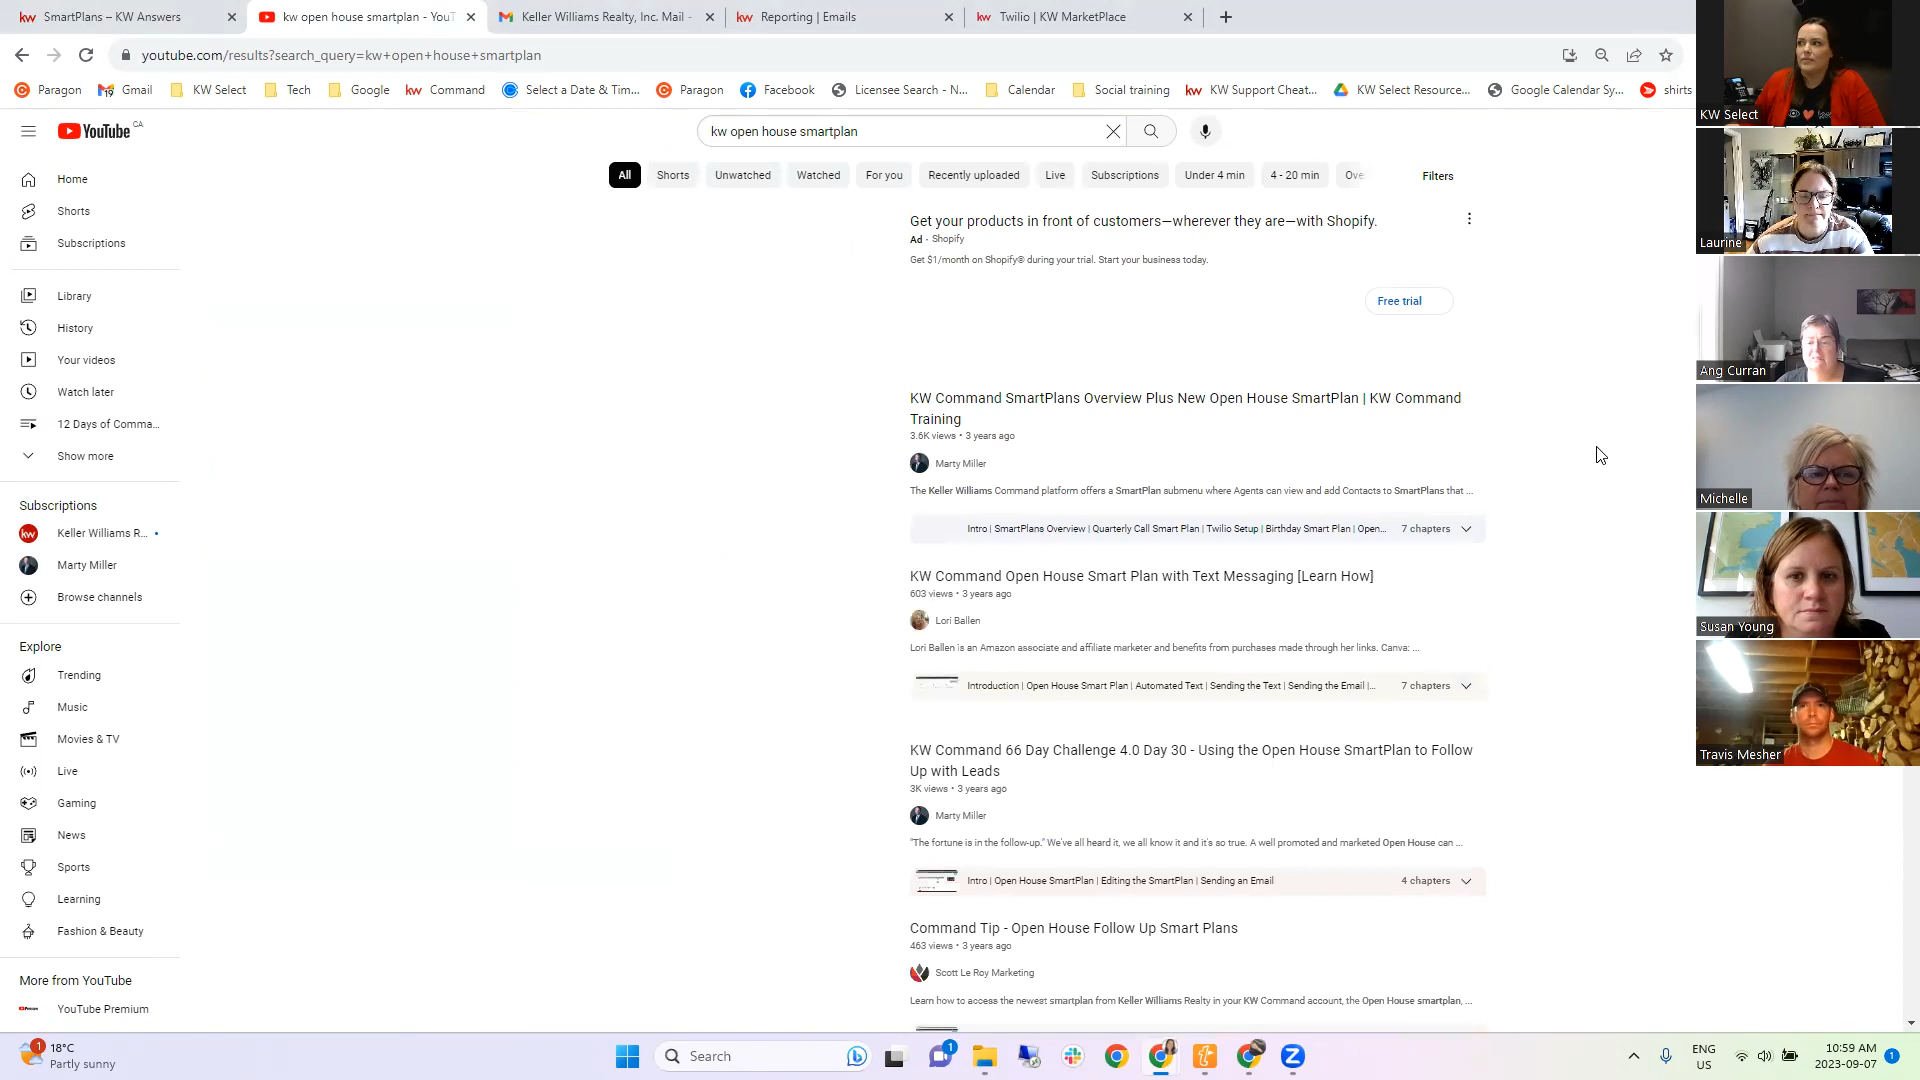 SmartPlans – KW Answers
kw open house smartplan - YouT
Keller Williams Realty, Inc. Mail -
Reporting | Emails
Twilio | KW MarketPlace
youtube.com/results?search_query=kw+open+house+smartplan
Paragon
Gmail
KW Select
Tech
Google
Command
Select a Date & Tim...
Paragon
Facebook
Licensee Search - N...
Calendar
Social training
KW Support Cheat...
KW Select Resource...
Google Calendar Sy...
shirts
YouTube CA
kw open house smartplan
All
Shorts
Unwatched
Watched
For you
Recently uploaded
Live
Subscriptions
Under 4 min
4 - 20 min
Ove
Filters
Home
Shorts
Subscriptions
Library
History
Your videos
Watch later
12 Days of Comma...
Show more
Subscriptions
Keller Williams R...
Marty Miller
Browse channels
Explore
Trending
Music
Movies & TV
Live
Gaming
News
Sports
Learning
Fashion & Beauty
More from YouTube
YouTube Premium
Get your products in front of customers—wherever they are—with Shopify.
Ad · Shopify
Get $1/month on Shopify® during your trial. Start your business today.
Free trial
KW Command SmartPlans Overview Plus New Open House SmartPlan | KW Command
Training
3.6K views • 3 years ago
Marty Miller
The Keller Williams Command platform offers a SmartPlan submenu where Agents can view and add Contacts to SmartPlans that ...
Intro | SmartPlans Overview | Quarterly Call Smart Plan | Twilio Setup | Birthday Smart Plan | Open...
7 chapters
KW Command Open House Smart Plan with Text Messaging [Learn How]
603 views • 3 years ago
Lori Ballen
Lori Ballen is an Amazon associate and affiliate marketer and benefits from purchases made through her links. Canva: ...
Introduction | Open House Smart Plan | Automated Text | Sending the Text | Sending the Email |...
7 chapters
KW Command 66 Day Challenge 4.0 Day 30 - Using the Open House SmartPlan to Follow
Up with Leads
3K views • 3 years ago
Marty Miller
"The fortune is in the follow-up." We've all heard it, we all know it and it's so true. A well promoted and marketed Open House can ...
Intro | Open House SmartPlan | Editing the SmartPlan | Sending an Email
4 chapters
Command Tip - Open House Follow Up Smart Plans
463 views • 3 years ago
Scott Le Roy Marketing
Learn how to access the newest smartplan from Keller Williams Realty in your KW Command account, the Open House smartplan, ...
KW Select
Laurine
Ang Curran
Michelle
Susan Young
Travis Mesher
1
18°C
Partly sunny
Search
1
ENG
US
10:59 AM
2023-09-07
1